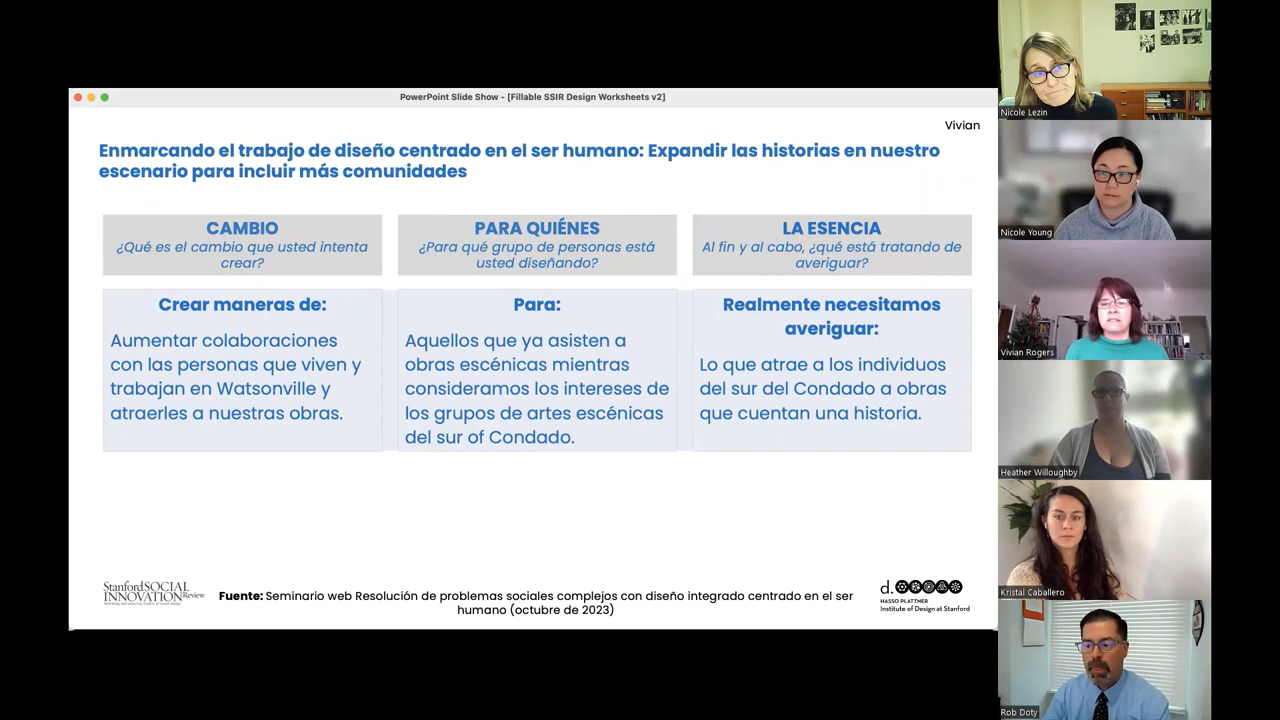 PowerPoint Slide Show - [Fillable SSIR Design Worksheets v2]
Vivian
Enmarcando el trabajo de diseño centrado en el ser humano: Expandir las historias en nuestro
escenario para incluir más comunidades
CAMBIO
¿Qué es el cambio que usted intenta
crear?
PARA QUIÉNES
¿Para qué grupo de personas está
usted diseñando?
LA ESENCIA
Al fin y al cabo, ¿qué está tratando de
averiguar?
Crear maneras de:
Aumentar colaboraciones
con las personas que viven y
trabajan en Watsonville y
atraerles a nuestras obras.
Para:
Aquellos que ya asisten a
obras escénicas mientras
consideramos los intereses de
los grupos de artes escénicas
del sur of Condado.
Realmente necesitamos
averiguar:
Lo que atrae a los individuos
del sur del Condado a obras
que cuentan una historia.
Stanford SOCIAL
INNOVATION Review
Fuente: Seminario web Resolución de problemas sociales complejos con diseño integrado centrado en el ser
humano (octubre de 2023)
d.
HASSO PLATTNER
Institute of Design at Stanford
Nicole Lezin
Nicole Young
Vivian Rogers
Heather Willoughby
Kristal Caballero
Rob Doty